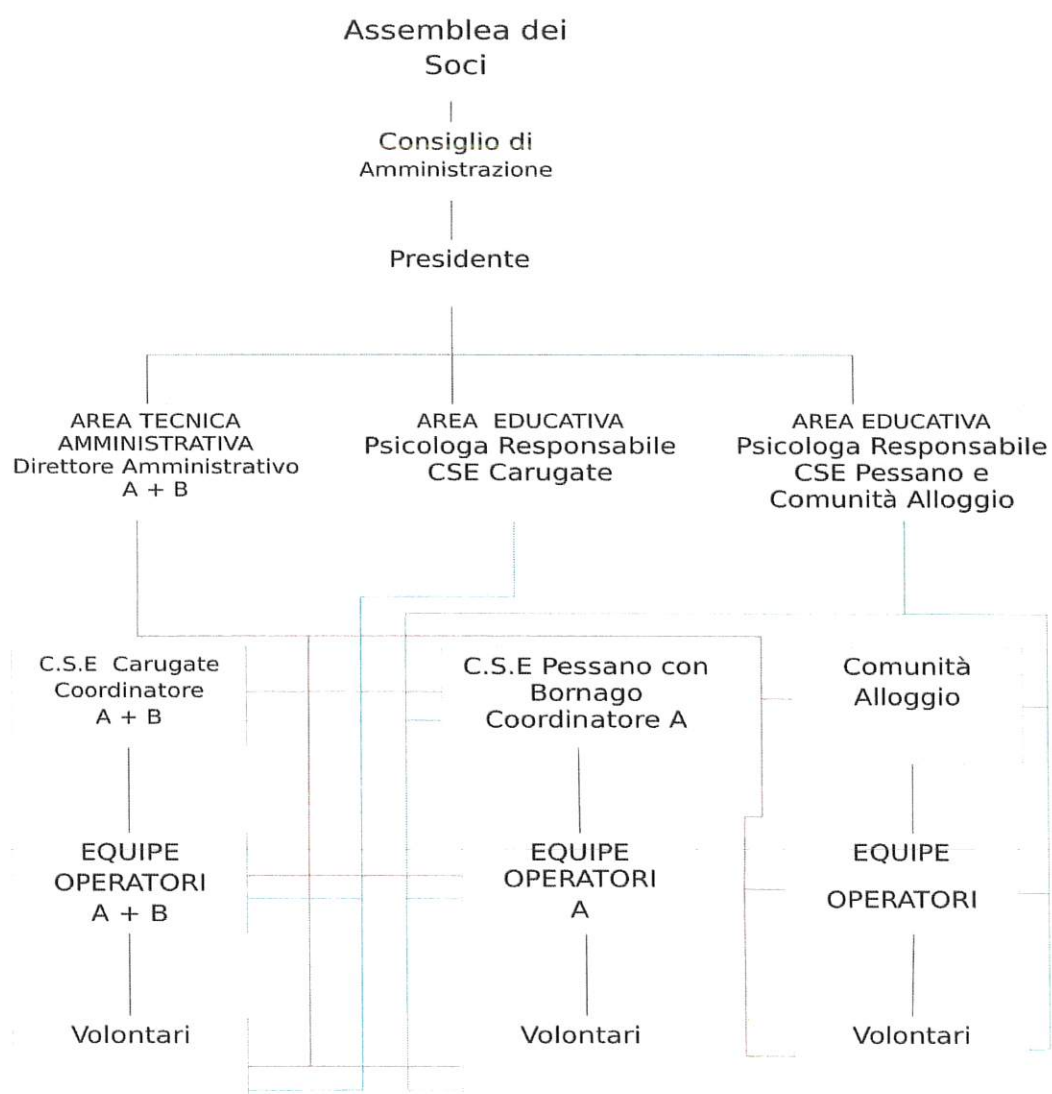 Assemblea dei
Soci
Consiglio di
Amministrazione
Presidente
AREA TECNICA
AMMINISTRATIVA
Direttore Amministrativo
A + B
AREA EDUCATIVA
Psicologa Responsabile
CSE Carugate
AREA EDUCATIVA
Psicologa Responsabile
CSE Pessano e
Comunità Alloggio
C.S.E Carugate
Coordinatore
A + B
C.S.E Pessano con
Bornago
Coordinatore A
Comunità
Alloggio
EQUIPE
OPERATORI
A + B
EQUIPE
OPERATORI
A
EQUIPE
OPERATORI
Volontari
Volontari
Volontari